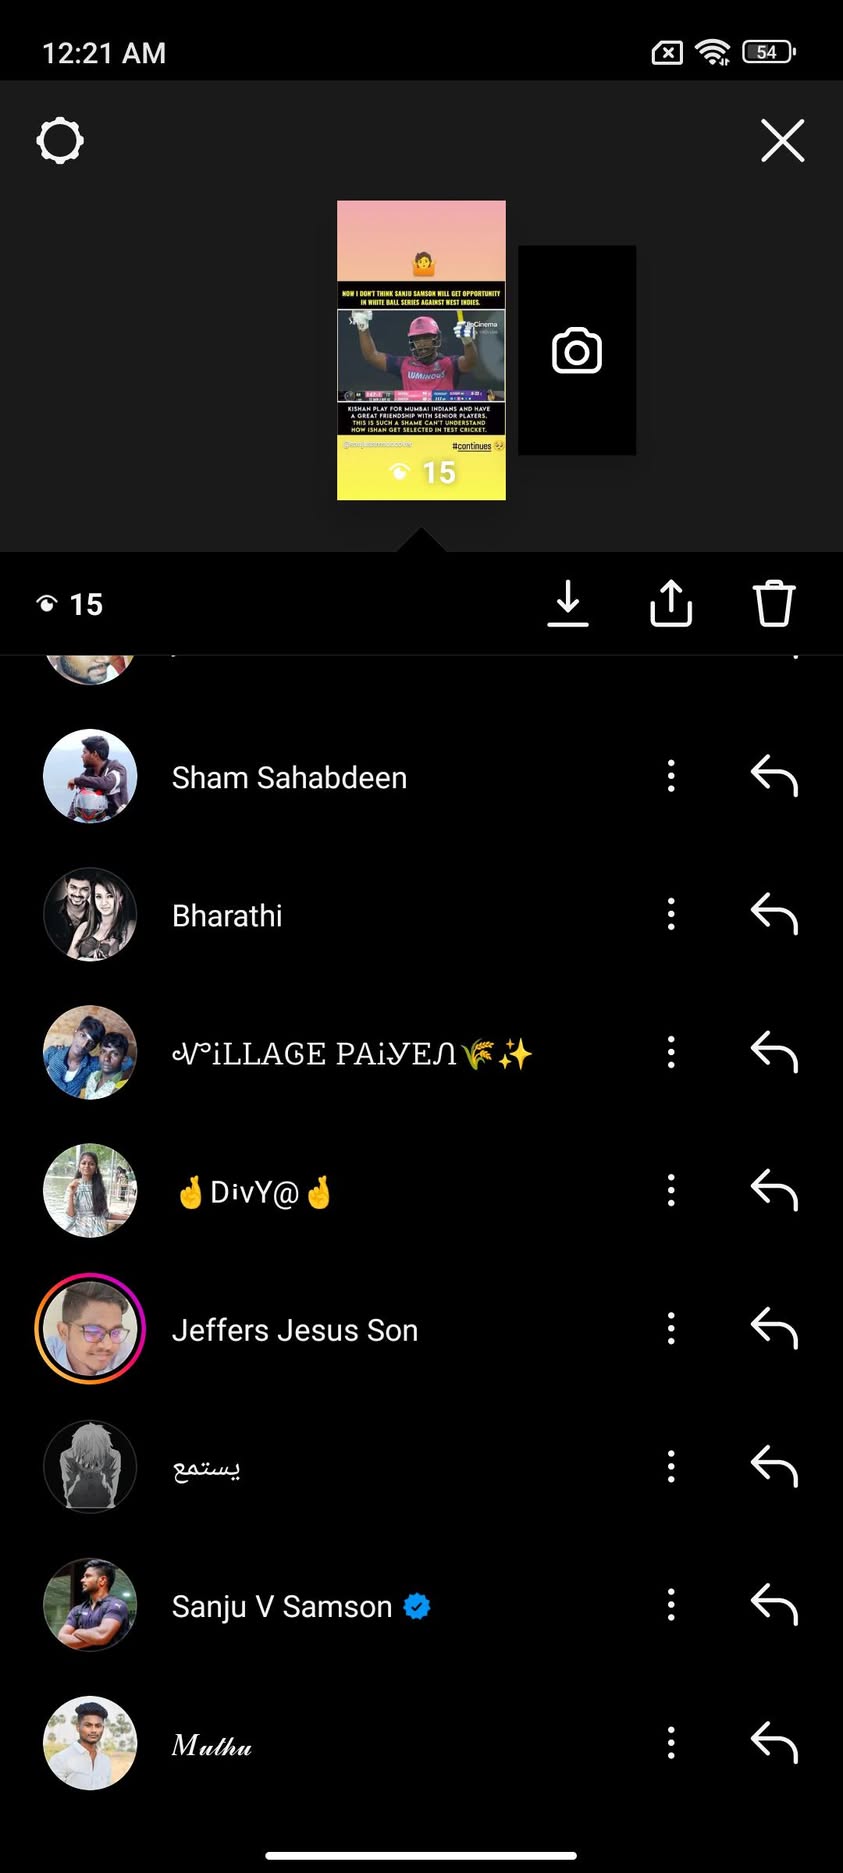 12:21 AM
54
NOW I DON'T THINK SANJU SAMSON WILL GET OPPORTUNITY
IN WHITE BALL SERIES AGAINST WEST INDIES.
LUMINOUS
KISHAN PLAY FOR MUMBAI INDIANS AND HAVE
A GREAT FRIENDSHIP WITH SENIOR PLAYERS.
THIS IS SUCH A SHAME CAN'T UNDERSTAND
HOW ISHAN GET SELECTED IN TEST CRICKET.
#continues 🥺
15
15
Sham Sahabdeen
Bharathi
ꪜiLLAGE PAiYEႶ🌾✨
🤞DivY@🤞
Jeffers Jesus Son
يستمع
Sanju V Samson
𝓜𝓾𝓽𝓱𝓾